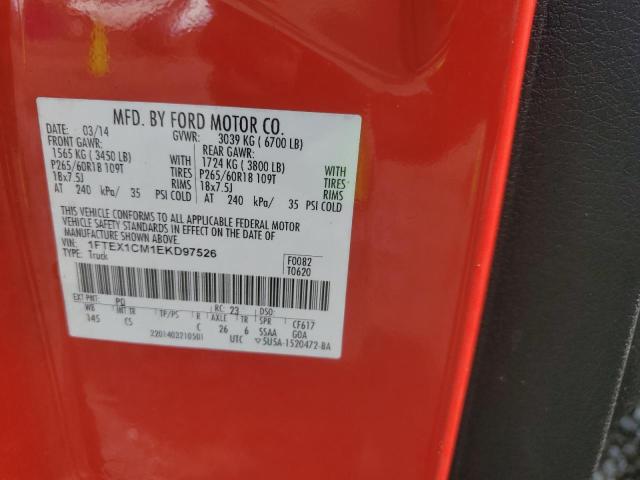 MFD. BY FORD MOTOR CO.
DATE: 03/14 GVWR: 3039 KG ( 6700 LB)
FRONT GAWR: REAR GAWR:
1565 KG ( 3450 LB) WITH 1724 KG ( 3800 LB) WITH
P265/60R18 109T TIRES P265/60R18 109T TIRES
18x7.5J RIMS 18x7.5J RIMS
AT 240 kPa/ 35 PSI COLD AT 240 kPa/ 35 PSI COLD
THIS VEHICLE CONFORMS TO ALL APPLICABLE FEDERAL MOTOR
VEHICLE SAFETY STANDARDS IN EFFECT ON THE DATE OF
MANUFACTURE SHOWN ABOVE.
VIN: 1FTEX1CM1EKD97526 F0082
TYPE: Truck T0620
EXT PNT: PQ RC: 23
WB INT TR TP/PS R AXLE TR SPR CF617
145 CS C 26 6 SSAA GOA
2201403210501 UTC 5U5A-1520472-BA